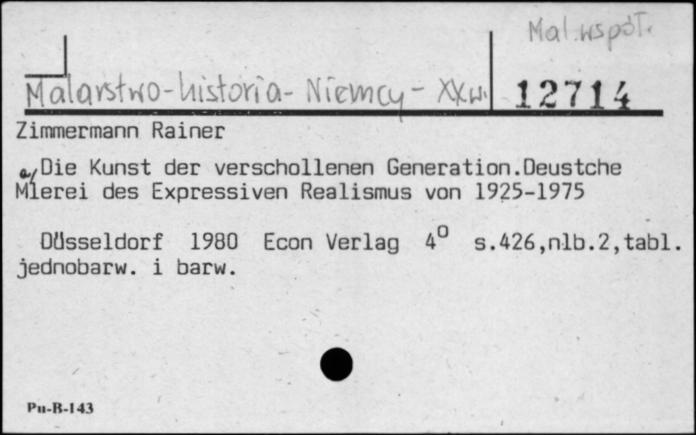 Mal. współ.
Malarstwo-historia-Niemcy-XXw. 12714
Zimmermann Rainer
a/Die Kunst der verschollenen Generation.Deustche
Mlerei des Expressiven Realismus von 1925-1975
Düsseldorf 1980 Econ Verlag 4⁰ s.426,nlb.2,tabl.
jednobarw. i barw.
Pu-B-143